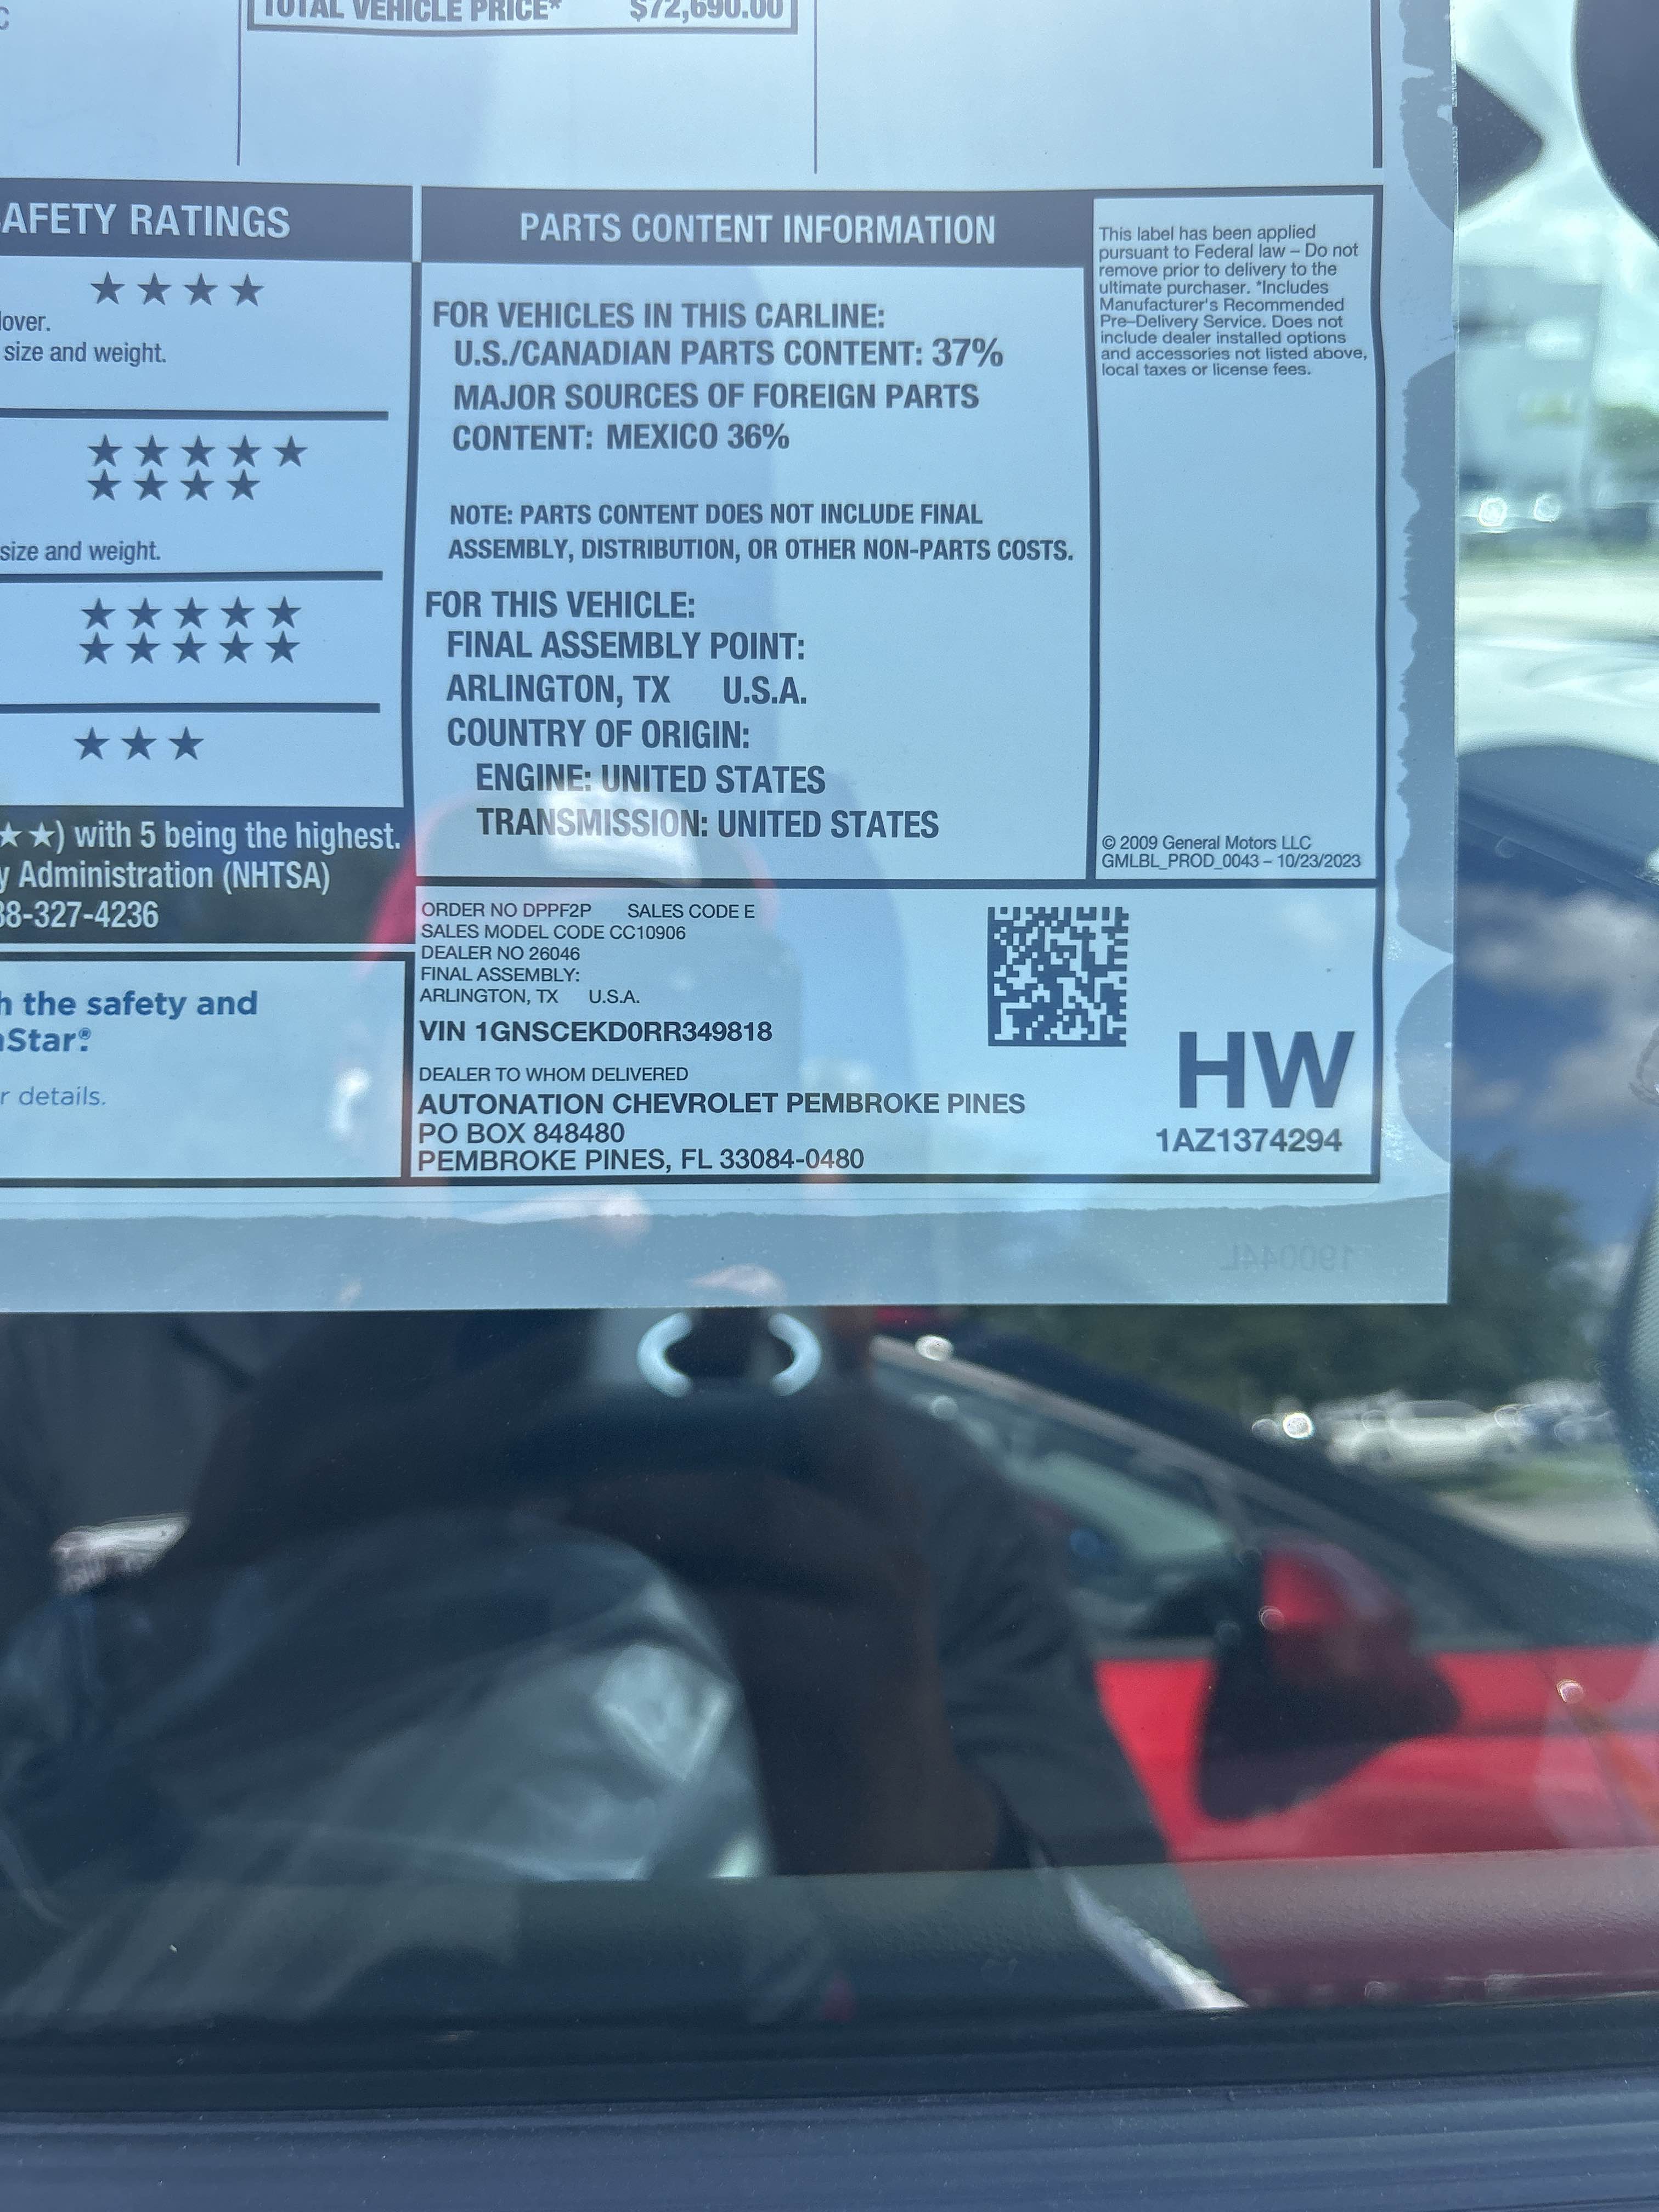 TOTAL VEHICLE PRICE* $72,690.00
SAFETY RATINGS
★★★★
size and weight.
★★★★★
★★★★
size and weight.
★★★★★
★★★★★
★★★
★★) with 5 being the highest.
Administration (NHTSA)
8-327-4236
the safety and
r details.
PARTS CONTENT INFORMATION
FOR VEHICLES IN THIS CARLINE:
U.S./CANADIAN PARTS CONTENT: 37%
MAJOR SOURCES OF FOREIGN PARTS
CONTENT: MEXICO 36%
NOTE: PARTS CONTENT DOES NOT INCLUDE FINAL
ASSEMBLY, DISTRIBUTION, OR OTHER NON-PARTS COSTS.
FOR THIS VEHICLE:
FINAL ASSEMBLY POINT:
ARLINGTON, TX U.S.A.
COUNTRY OF ORIGIN:
ENGINE: UNITED STATES
TRANSMISSION: UNITED STATES
This label has been applied
pursuant to Federal law – Do not
remove prior to delivery to the
ultimate purchaser. *Includes
Manufacturer's Recommended
Pre–Delivery Service. Does not
include dealer installed options
and accessories not listed above,
local taxes or license fees.
© 2009 General Motors LLC
GMLBL_PROD_0043 – 10/23/2023
ORDER NO DPPF2P SALES CODE E
SALES MODEL CODE CC10906
DEALER NO 26046
FINAL ASSEMBLY:
ARLINGTON, TX U.S.A.
VIN 1GNSCEKD0RR349818
DEALER TO WHOM DELIVERED
AUTONATION CHEVROLET PEMBROKE PINES
PO BOX 848480
PEMBROKE PINES, FL 33084-0480
HW
1AZ1374294